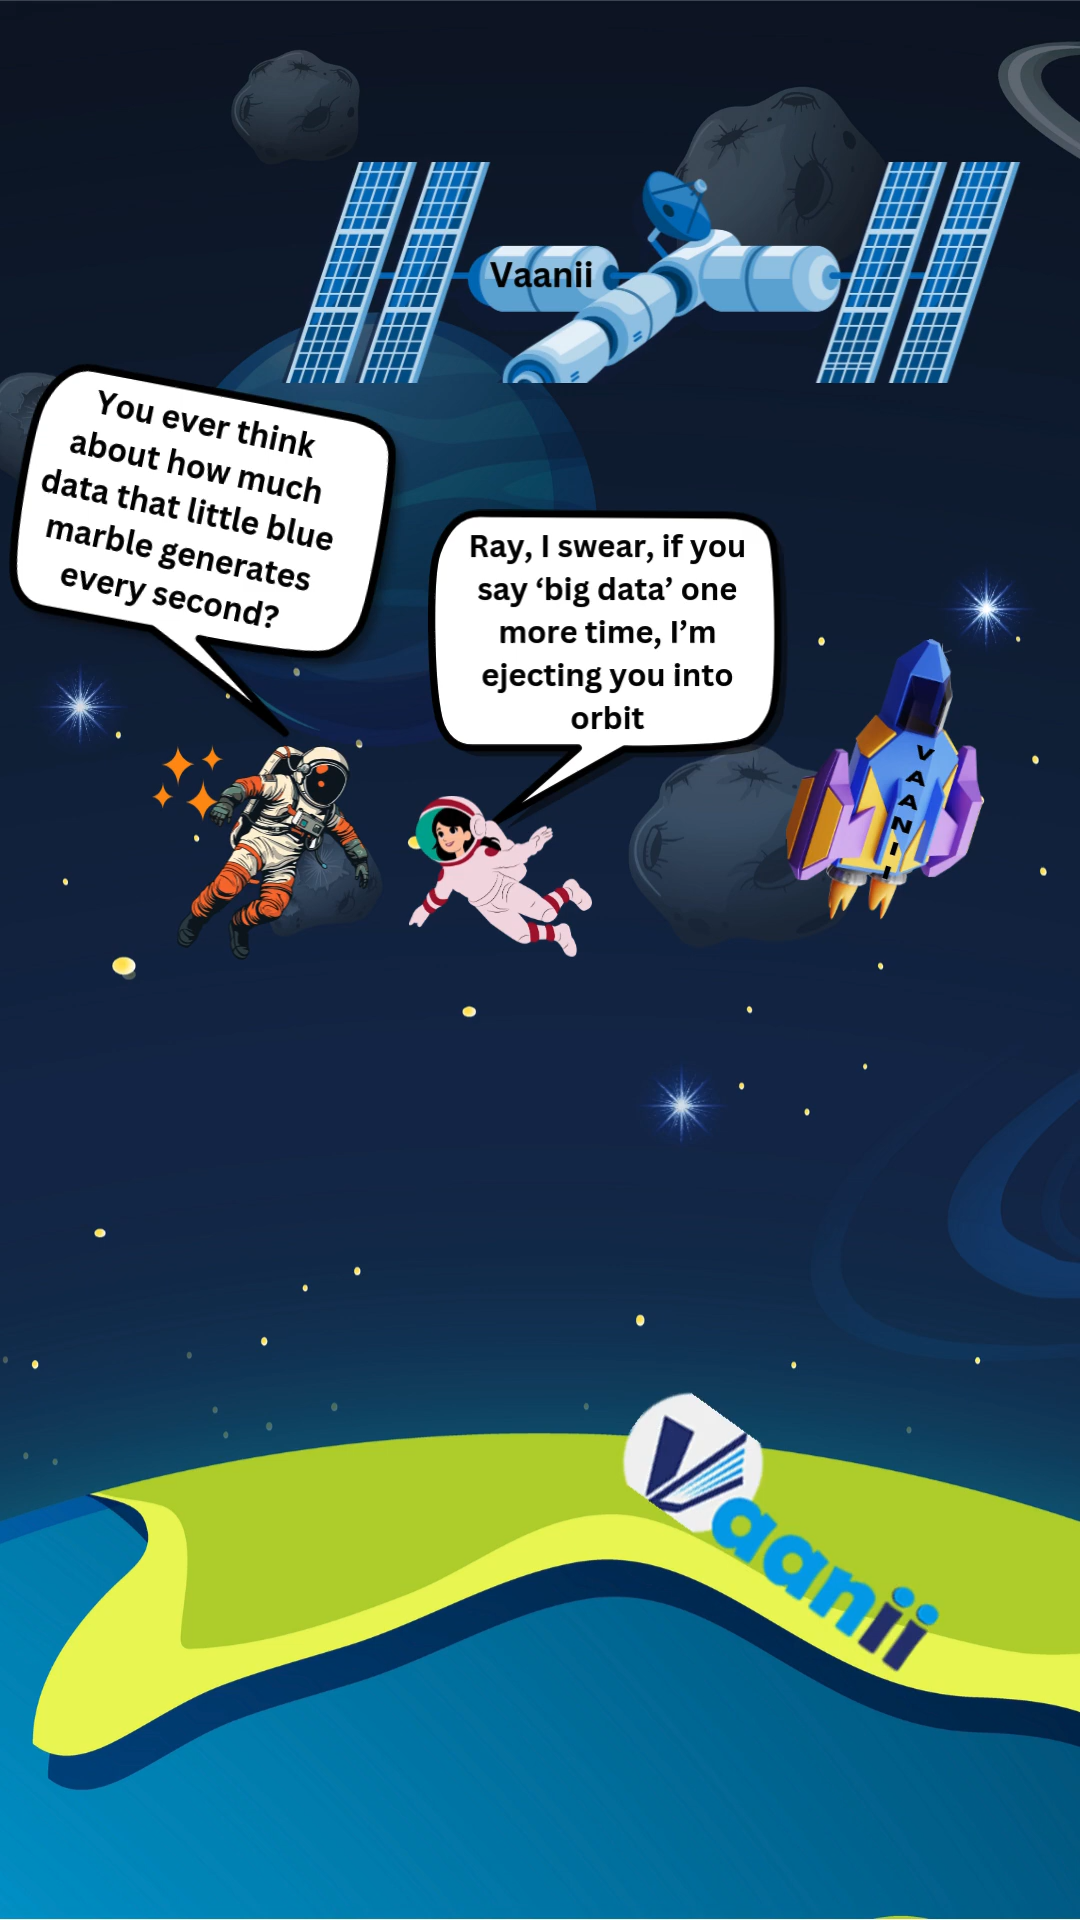 Vaanii
You ever think
about how much
data that little blue
marble generates
every second?
Ray, I swear, if you
say ‘big data’ one
more time, I’m
ejecting you into
orbit
VAANII
Vaanii